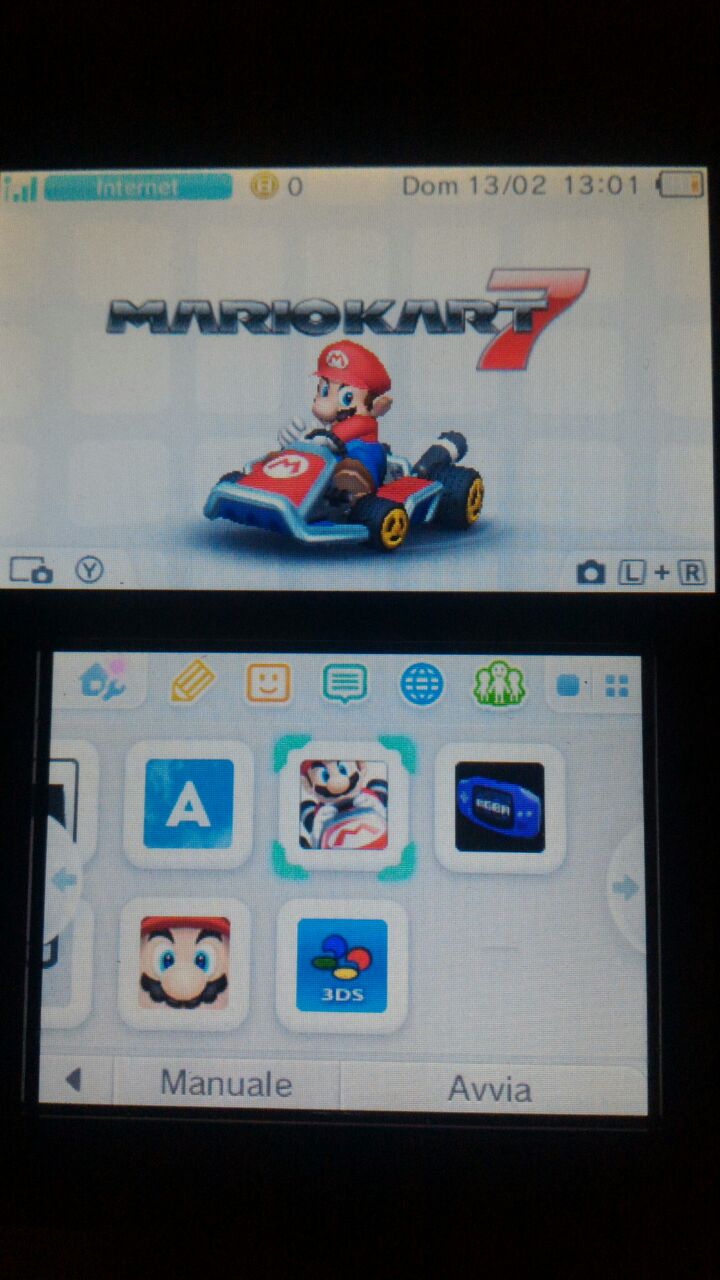 Internet 0 Dom 13/02 13:01
MARIOKART 7
M
M
Y L + R
A
3DS
Manuale Avvia